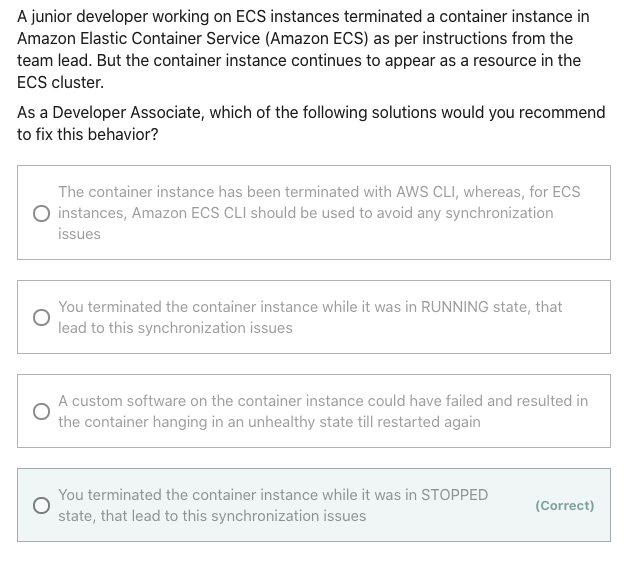 A junior developer working on ECS instances terminated a container instance in
Amazon Elastic Container Service (Amazon ECS) as per instructions from the
team lead. But the container instance continues to appear as a resource in the
ECS cluster.
As a Developer Associate, which of the following solutions would you recommend
to fix this behavior?
The container instance has been terminated with AWS CLI, whereas, for ECS
instances, Amazon ECS CLI should be used to avoid any synchronization
issues
You terminated the container instance while it was in RUNNING state, that
lead to this synchronization issues
A custom software on the container instance could have failed and resulted in
the container hanging in an unhealthy state till restarted again
You terminated the container instance while it was in STOPPED
state, that lead to this synchronization issues
(Correct)